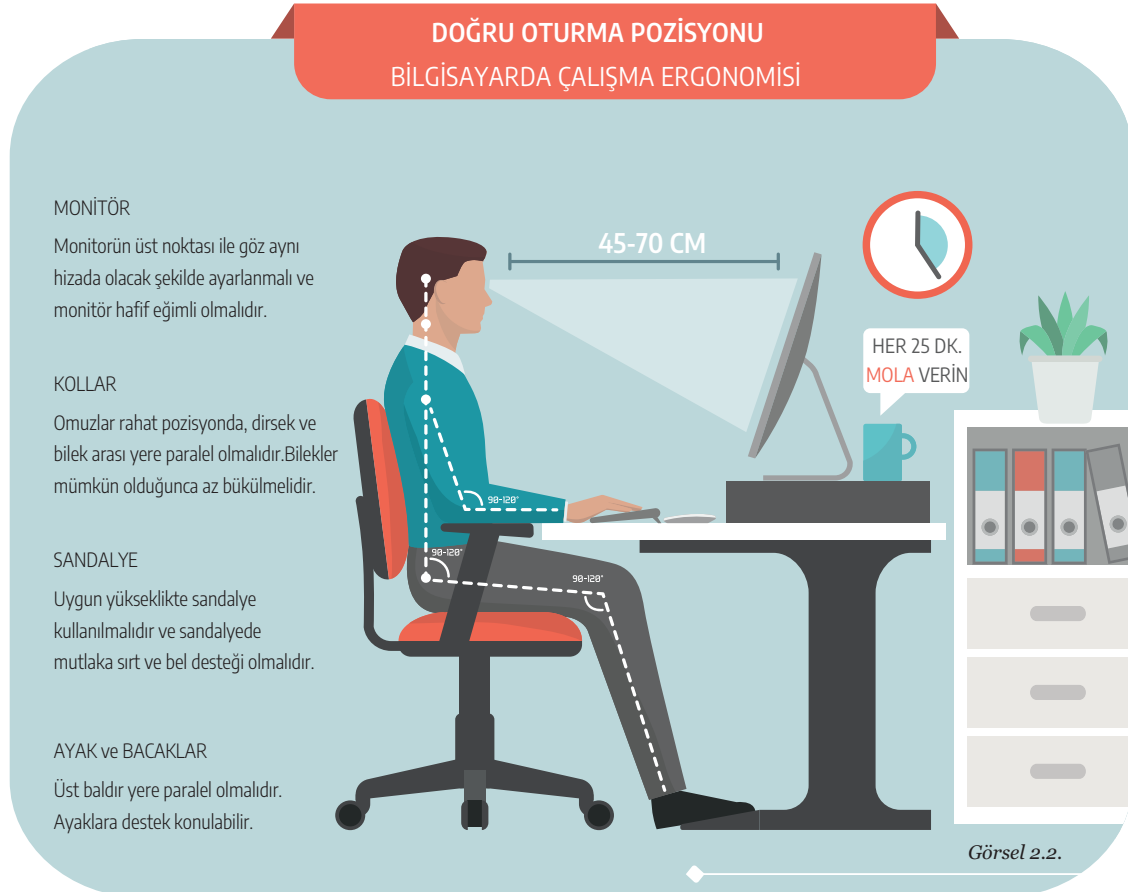 DOĞRU OTURMA POZİSYONU
BİLGİSAYARDA ÇALIŞMA ERGONOMİSİ
MONİTÖR
Monitorün üst noktası ile göz aynı
hizada olacak şekilde ayarlanmalı ve
monitör hafif eğimli olmalıdır.
KOLLAR
Omuzlar rahat pozisyonda, dirsek ve
bilek arası yere paralel olmalıdır.Bilekler
mümkün olduğunca az bükülmelidir.
SANDALYE
Uygun yükseklikte sandalye
kullanılmalıdır ve sandalyede
mutlaka sırt ve bel desteği olmalıdır.
AYAK ve BACAKLAR
Üst baldır yere paralel olmalıdır.
Ayaklara destek konulabilir.
45-70 CM
HER 25 DK.
MOLA VERİN
90-120°
90-120°
90-120°
Görsel 2.2.